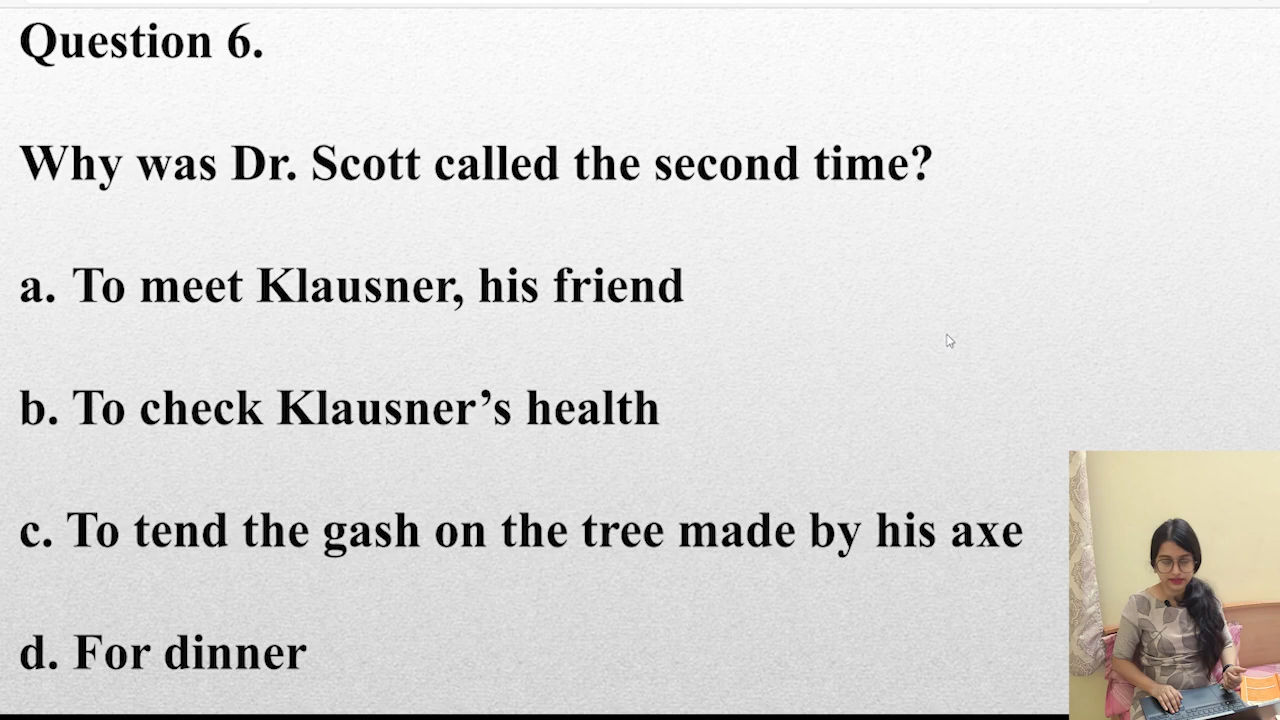 Question 6.
Why was Dr. Scott called the second time?
a. To meet Klausner, his friend
b. To check Klausner’s health
c. To tend the gash on the tree made by his axe
d. For dinner